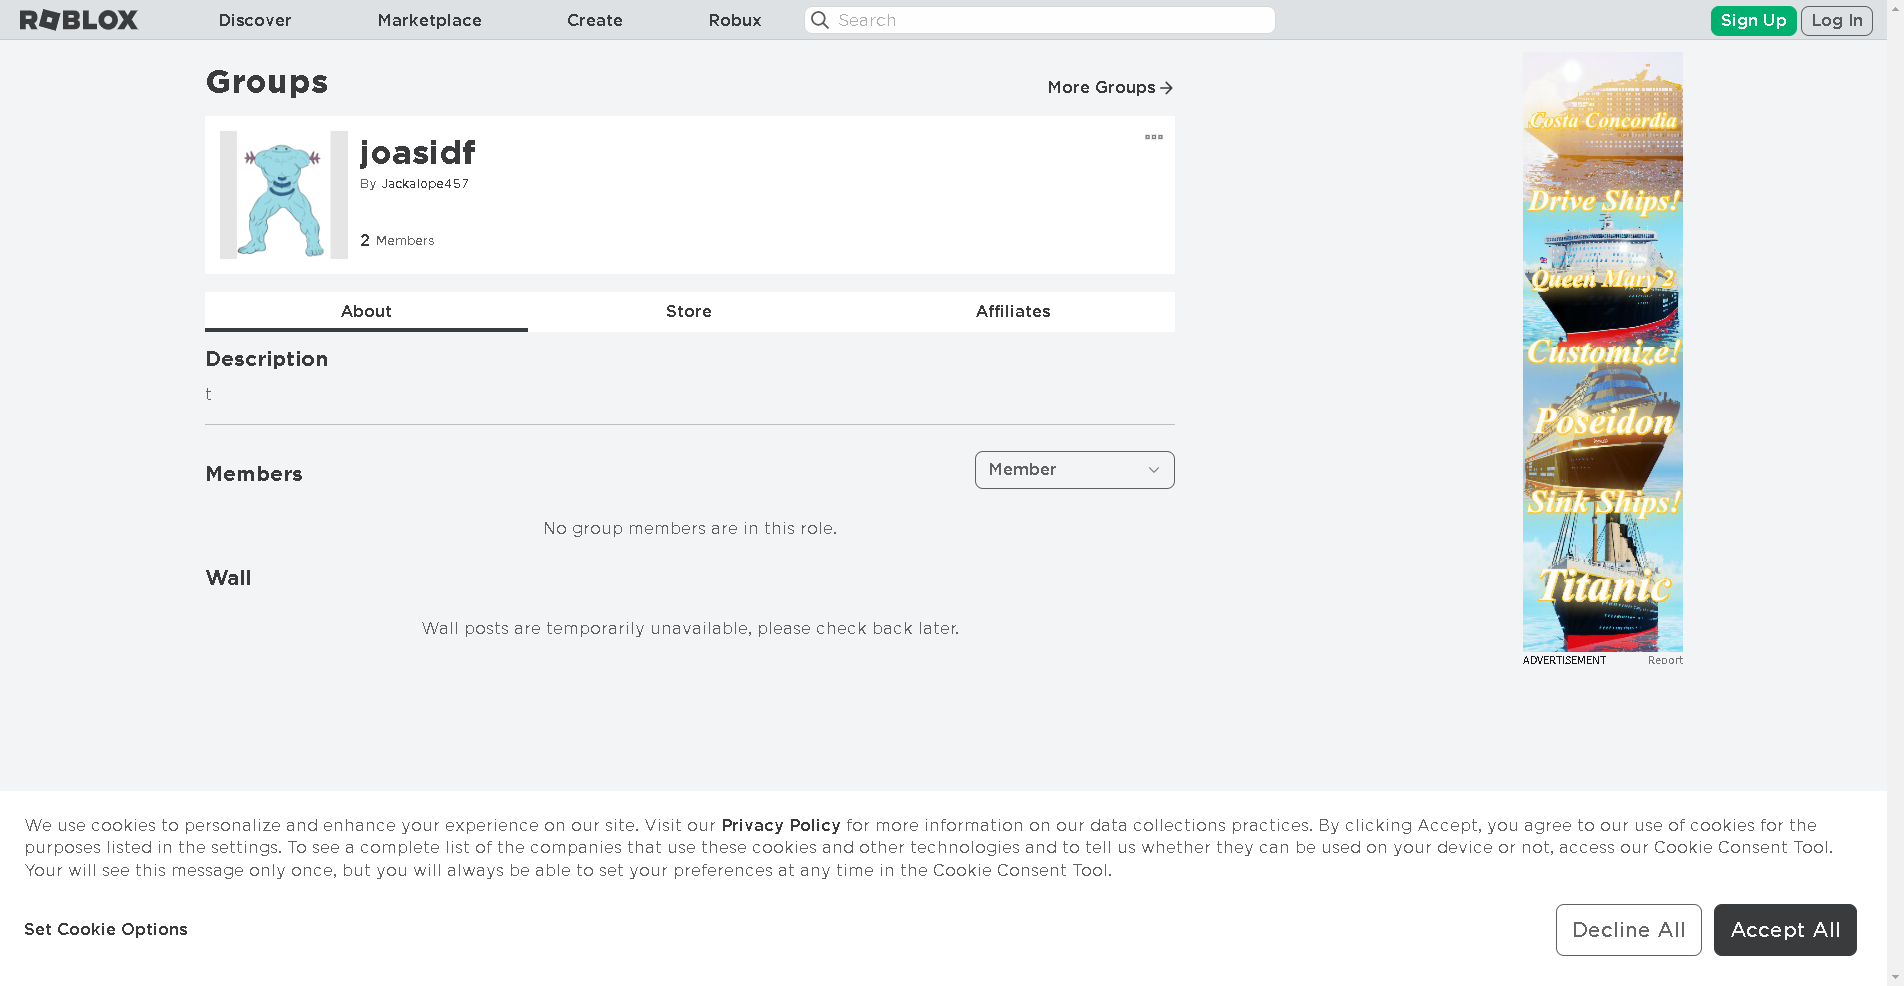 ROBLOX
Discover
Marketplace
Create
Robux
Search
Sign Up
Log In
Groups
More Groups
joasidf
By Jackalope457
2 Members
About
Store
Affiliates
Description
t
Members
Member
No group members are in this role.
Wall
Wall posts are temporarily unavailable, please check back later.
Costa Concordia
Drive Ships!
Queen Mary 2
Customize!
Poseidon
Sink Ships!
Titanic
ADVERTISEMENT
Report
We use cookies to personalize and enhance your experience on our site. Visit our Privacy Policy for more information on our data collections practices. By clicking Accept, you agree to our use of cookies for the
purposes listed in the settings. To see a complete list of the companies that use these cookies and other technologies and to tell us whether they can be used on your device or not, access our Cookie Consent Tool.
Your will see this message only once, but you will always be able to set your preferences at any time in the Cookie Consent Tool.
Set Cookie Options
Decline All
Accept All